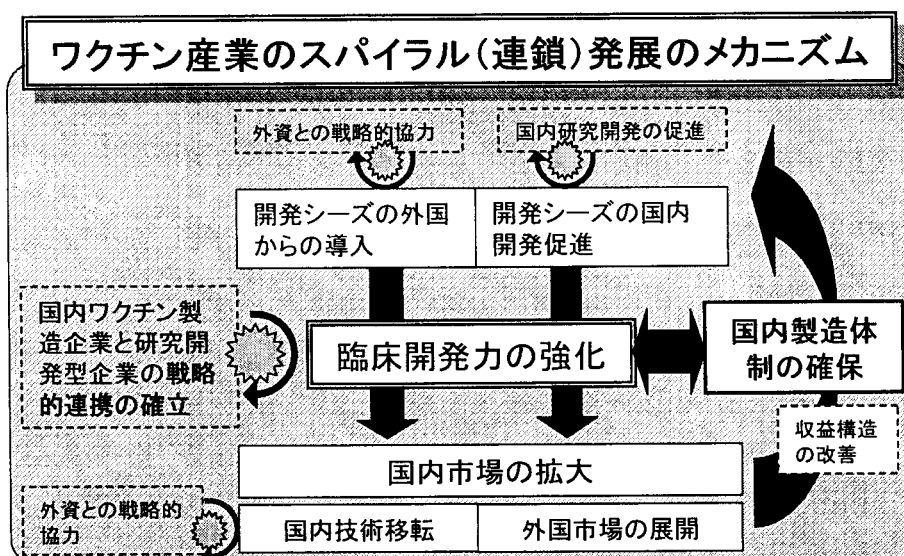 ワクチン産業のスパイラル(連鎖)発展のメカニズム
外資との戦略的協力
国内研究開発の促進
開発シーズの外国
からの導入
開発シーズの国内
開発促進
国内ワクチン製
造企業と研究開
発型企業の戦略
的連携の確立
臨床開発力の強化
国内製造体
制の確保
収益構造
の改善
国内市場の拡大
外資との戦略的
協力
国内技術移転
外国市場の展開